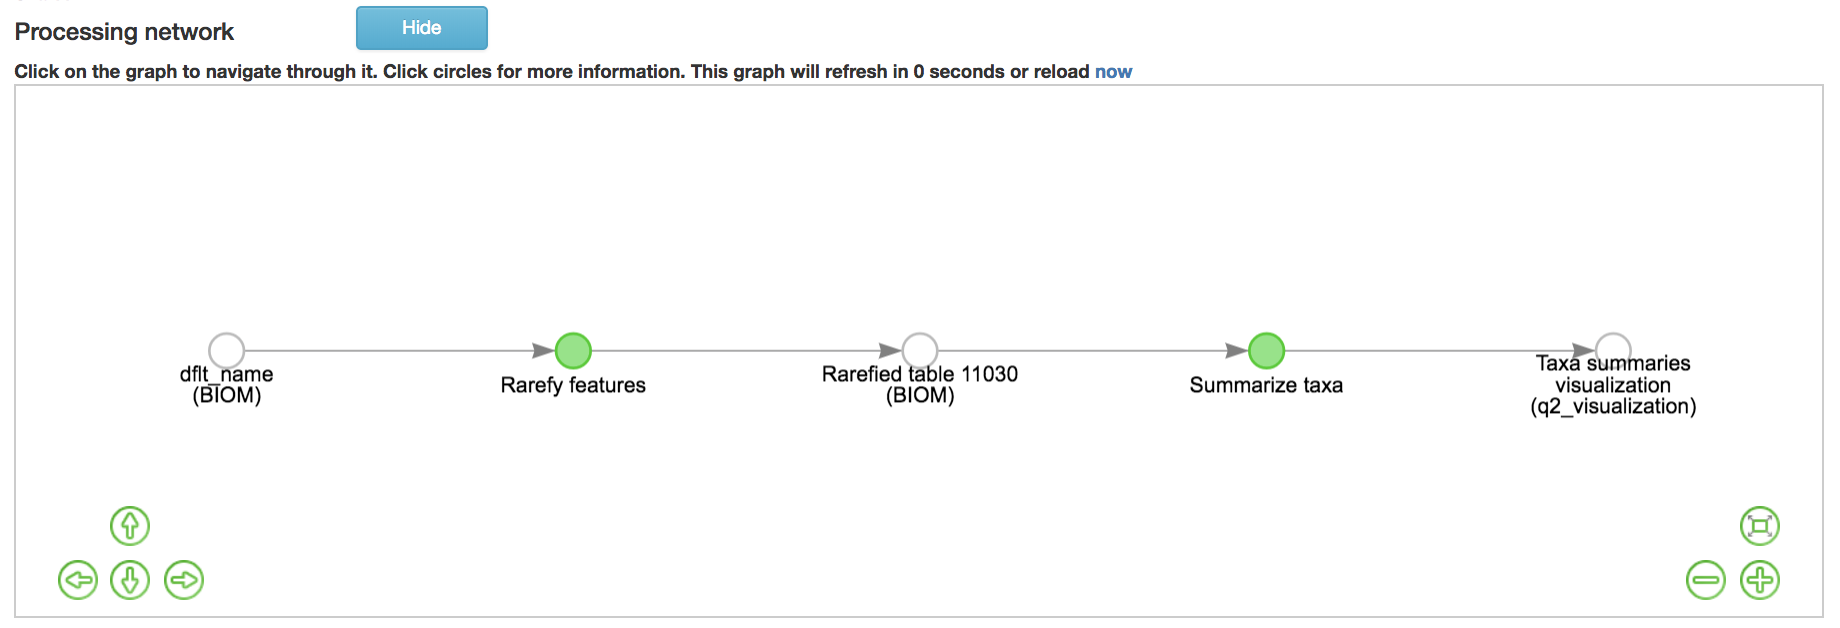 Processing network
Hide
Click on the graph to navigate through it. Click circles for more information. This graph will refresh in 0 seconds or reload now
dflt_name
(BIOM)
Rarefy features
Rarefied table 11030
(BIOM)
Summarize taxa
Taxa summaries
visualization
(q2_visualization)